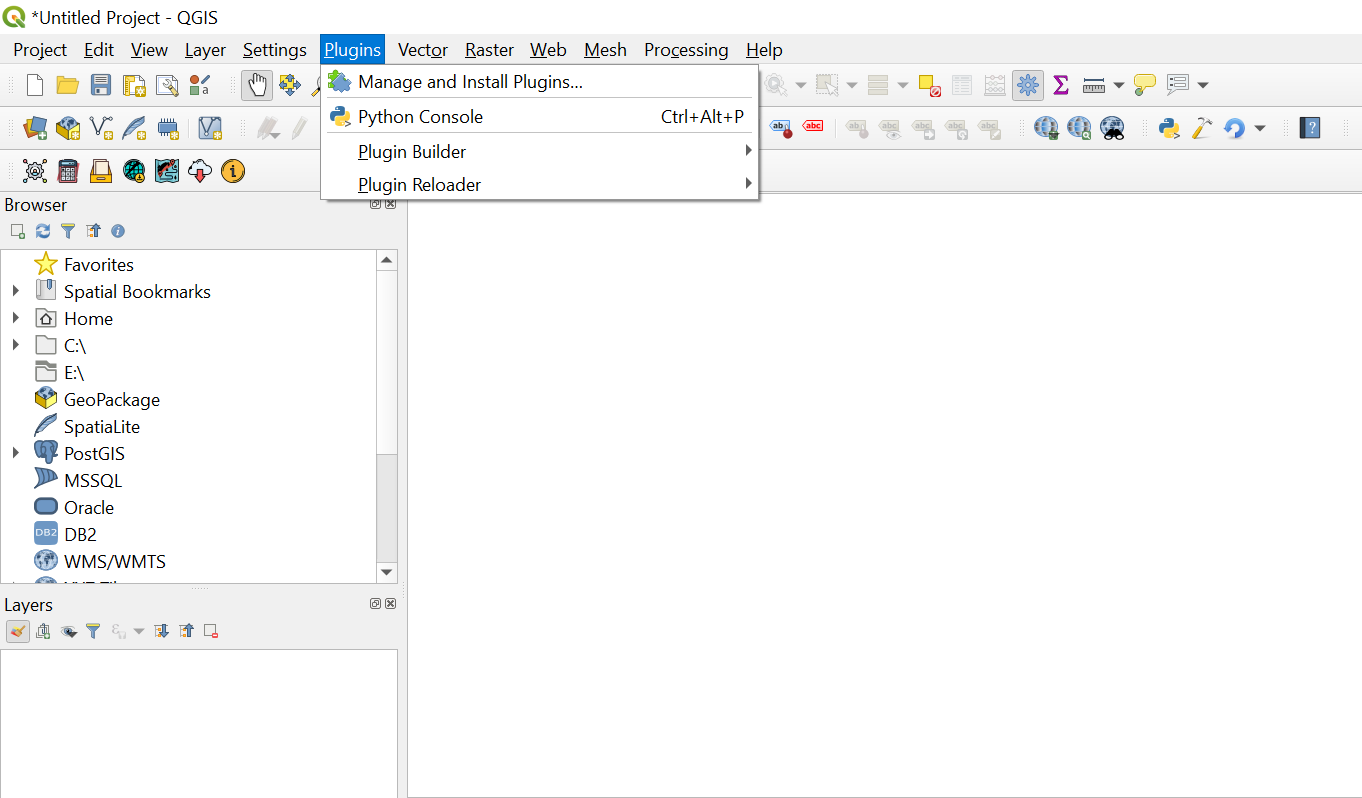 *Untitled Project - QGIS
Project Edit View Layer Settings Plugins Vector Raster Web Mesh Processing Help
Manage and Install Plugins...
Python Console Ctrl+Alt+P
Plugin Builder
Plugin Reloader
Browser
Favorites
Spatial Bookmarks
Home
C:\
E:\
GeoPackage
SpatiaLite
PostGIS
MSSQL
Oracle
DB2 DB2
WMS/WMTS
Layers